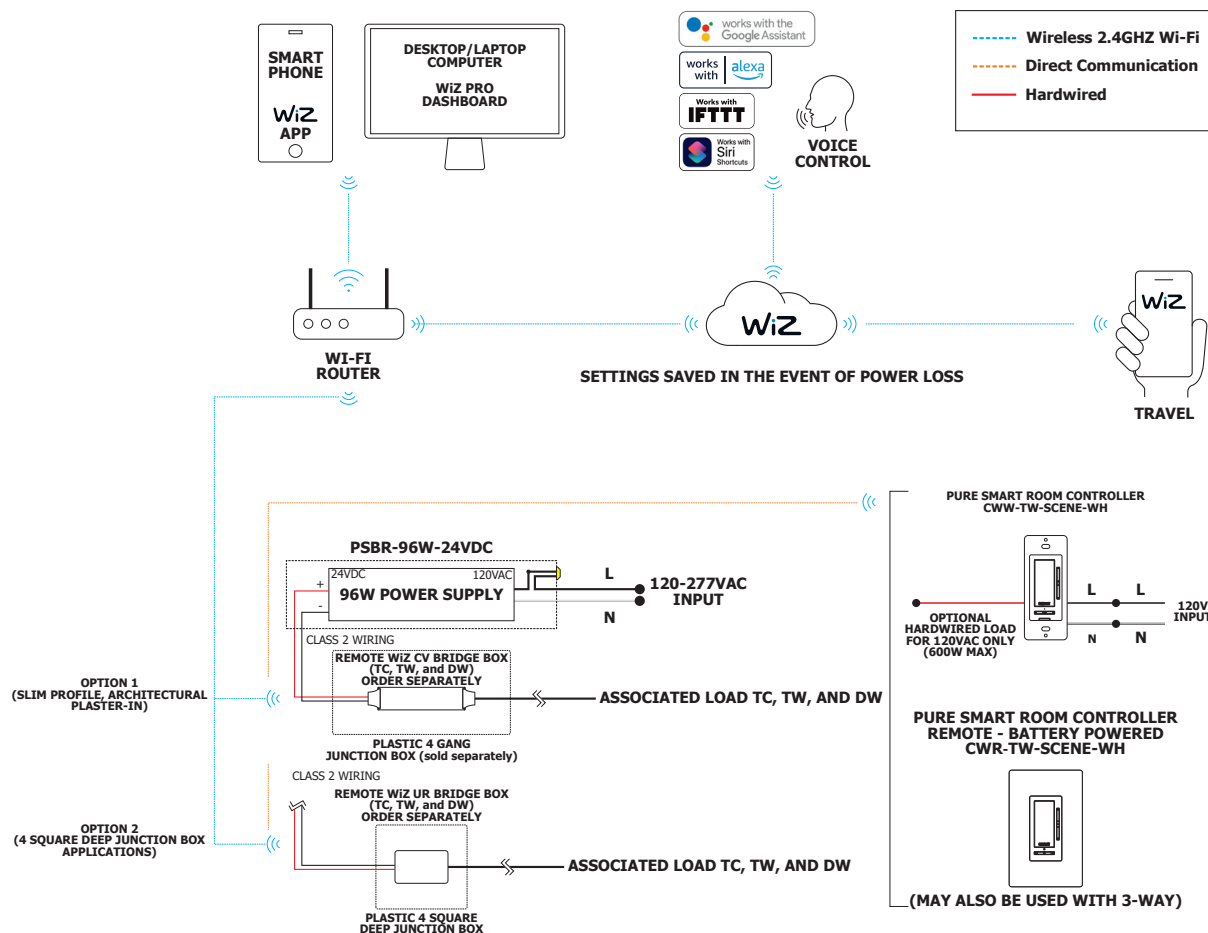 SMART
PHONE
WiZ
APP
DESKTOP/LAPTOP
COMPUTER
WiZ PRO
DASHBOARD
works with the
Google Assistant
works
with
alexa
Works with
IFTTT
Works with
Siri
Shortcuts
VOICE
CONTROL
Wireless 2.4GHZ Wi-Fi
Direct Communication
Hardwired
WI-FI
ROUTER
WiZ
SETTINGS SAVED IN THE EVENT OF POWER LOSS
WiZ
TRAVEL
PSBR-96W-24VDC
24VDC
120VAC
+
-
96W POWER SUPPLY
L
N
120-277VAC
INPUT
CLASS 2 WIRING
REMOTE WiZ CV BRIDGE BOX
(TC, TW, and DW)
ORDER SEPARATELY
ASSOCIATED LOAD TC, TW, AND DW
PLASTIC 4 GANG
JUNCTION BOX (sold separately)
OPTION 1
(SLIM PROFILE, ARCHITECTURAL
PLASTER-IN)
CLASS 2 WIRING
REMOTE WiZ UR BRIDGE BOX
(TC, TW, and DW)
ORDER SEPARATELY
ASSOCIATED LOAD TC, TW, AND DW
PLASTIC 4 SQUARE
DEEP JUNCTION BOX
OPTION 2
(4 SQUARE DEEP JUNCTION BOX
APPLICATIONS)
PURE SMART ROOM CONTROLLER
CWW-TW-SCENE-WH
L
L
N
N
120V
INPUT
OPTIONAL
HARDWIRED LOAD
FOR 120VAC ONLY
(600W MAX)
PURE SMART ROOM CONTROLLER
REMOTE - BATTERY POWERED
CWR-TW-SCENE-WH
(MAY ALSO BE USED WITH 3-WAY)